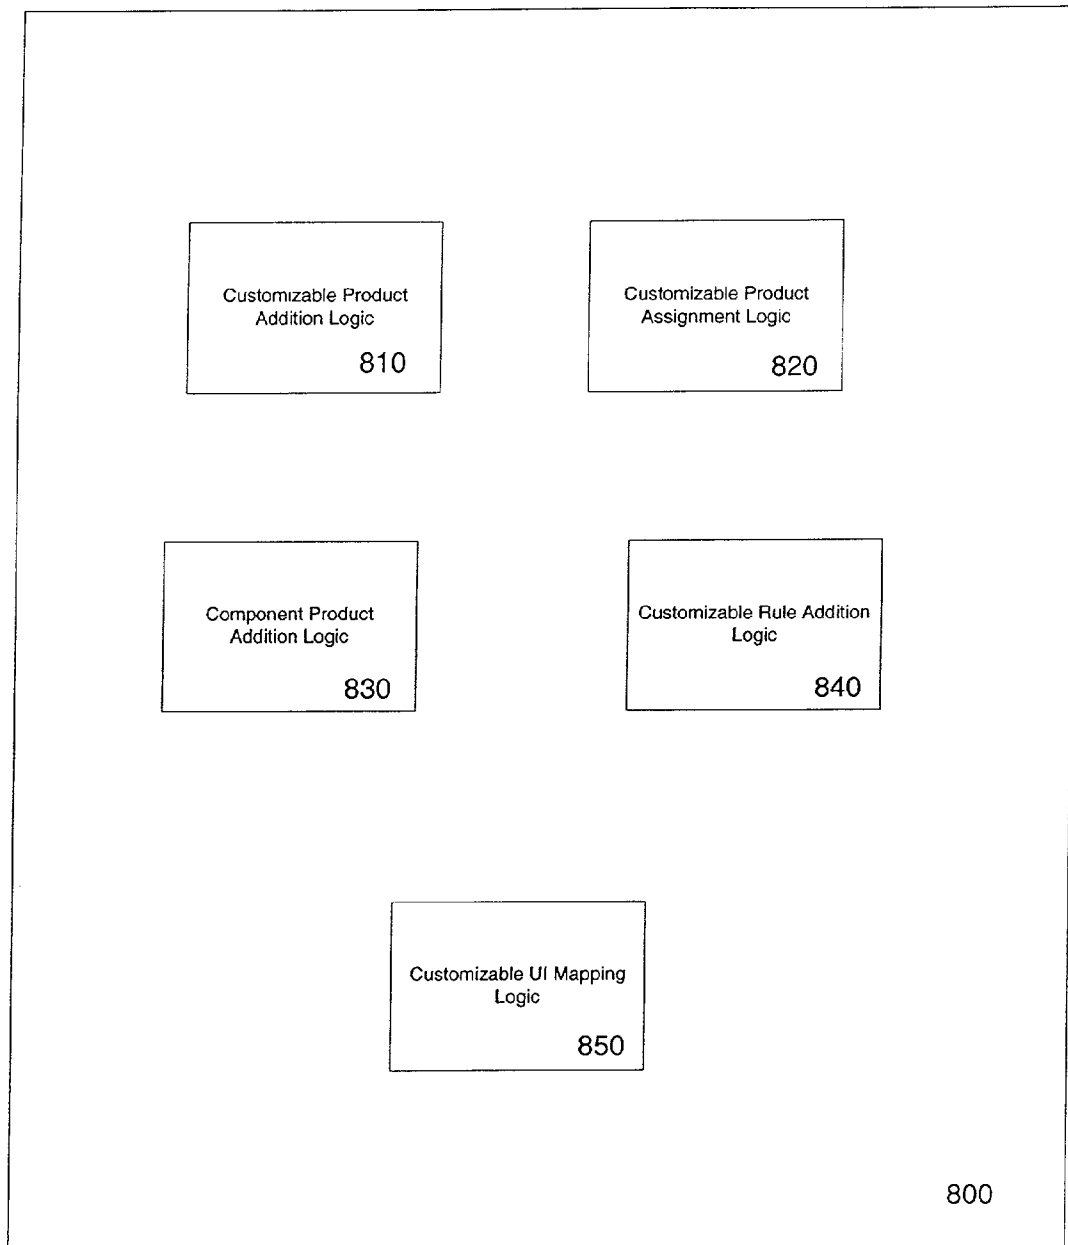 Customizable Product
Addition Logic
810
Customizable Product
Assignment Logic
820
Component Product
Addition Logic
830
Customizable Rule Addition
Logic
840
Customizable UI Mapping
Logic
850
800